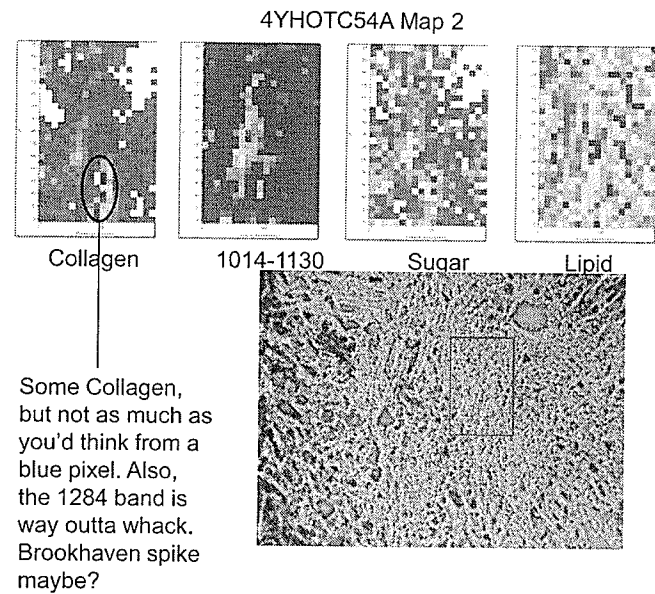 4YHOTC54A Map 2
Collagen
1014-1130
Sugar
Lipid
Some Collagen,
but not as much as
you'd think from a
blue pixel. Also,
the 1284 band is
way outta whack.
Brookhaven spike
maybe?